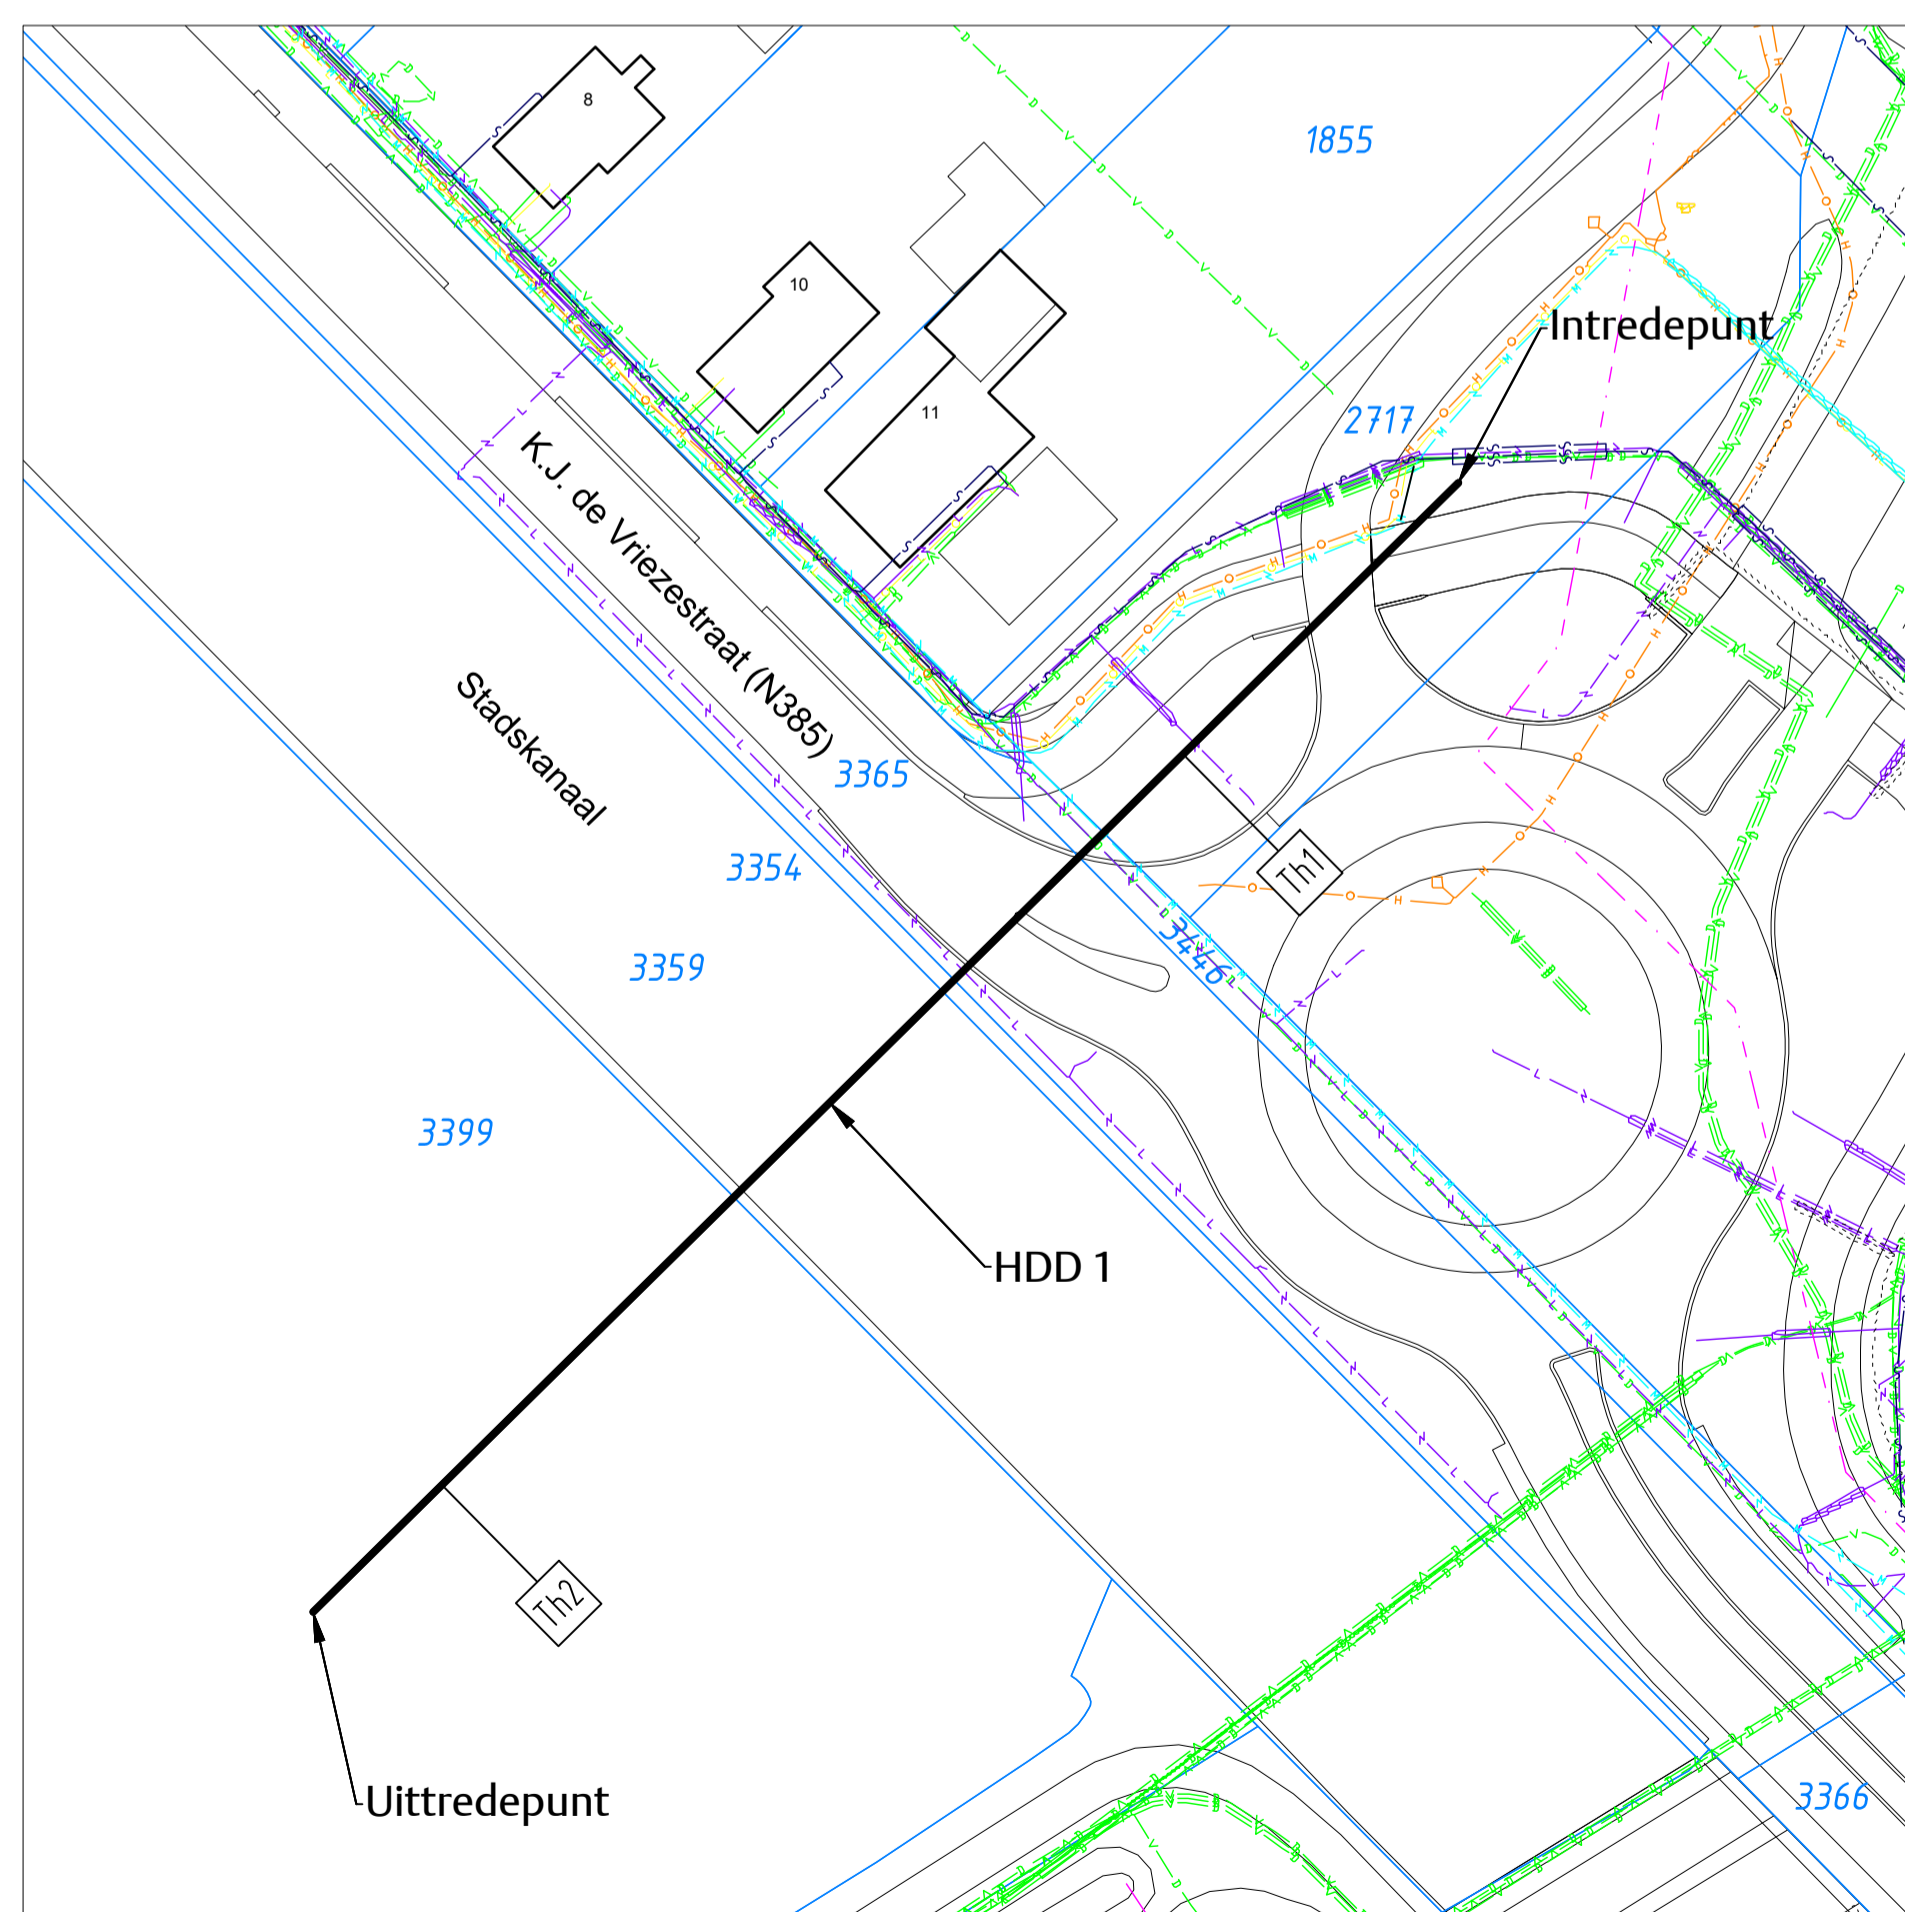 8
1855
10
Intredepunt
11
2717
K.J. de Vriezestraat (N385)
Stadskanaal
3365
3354
Th1
3446
3359
3399
HDD 1
Th2
Uittredepunt
3366